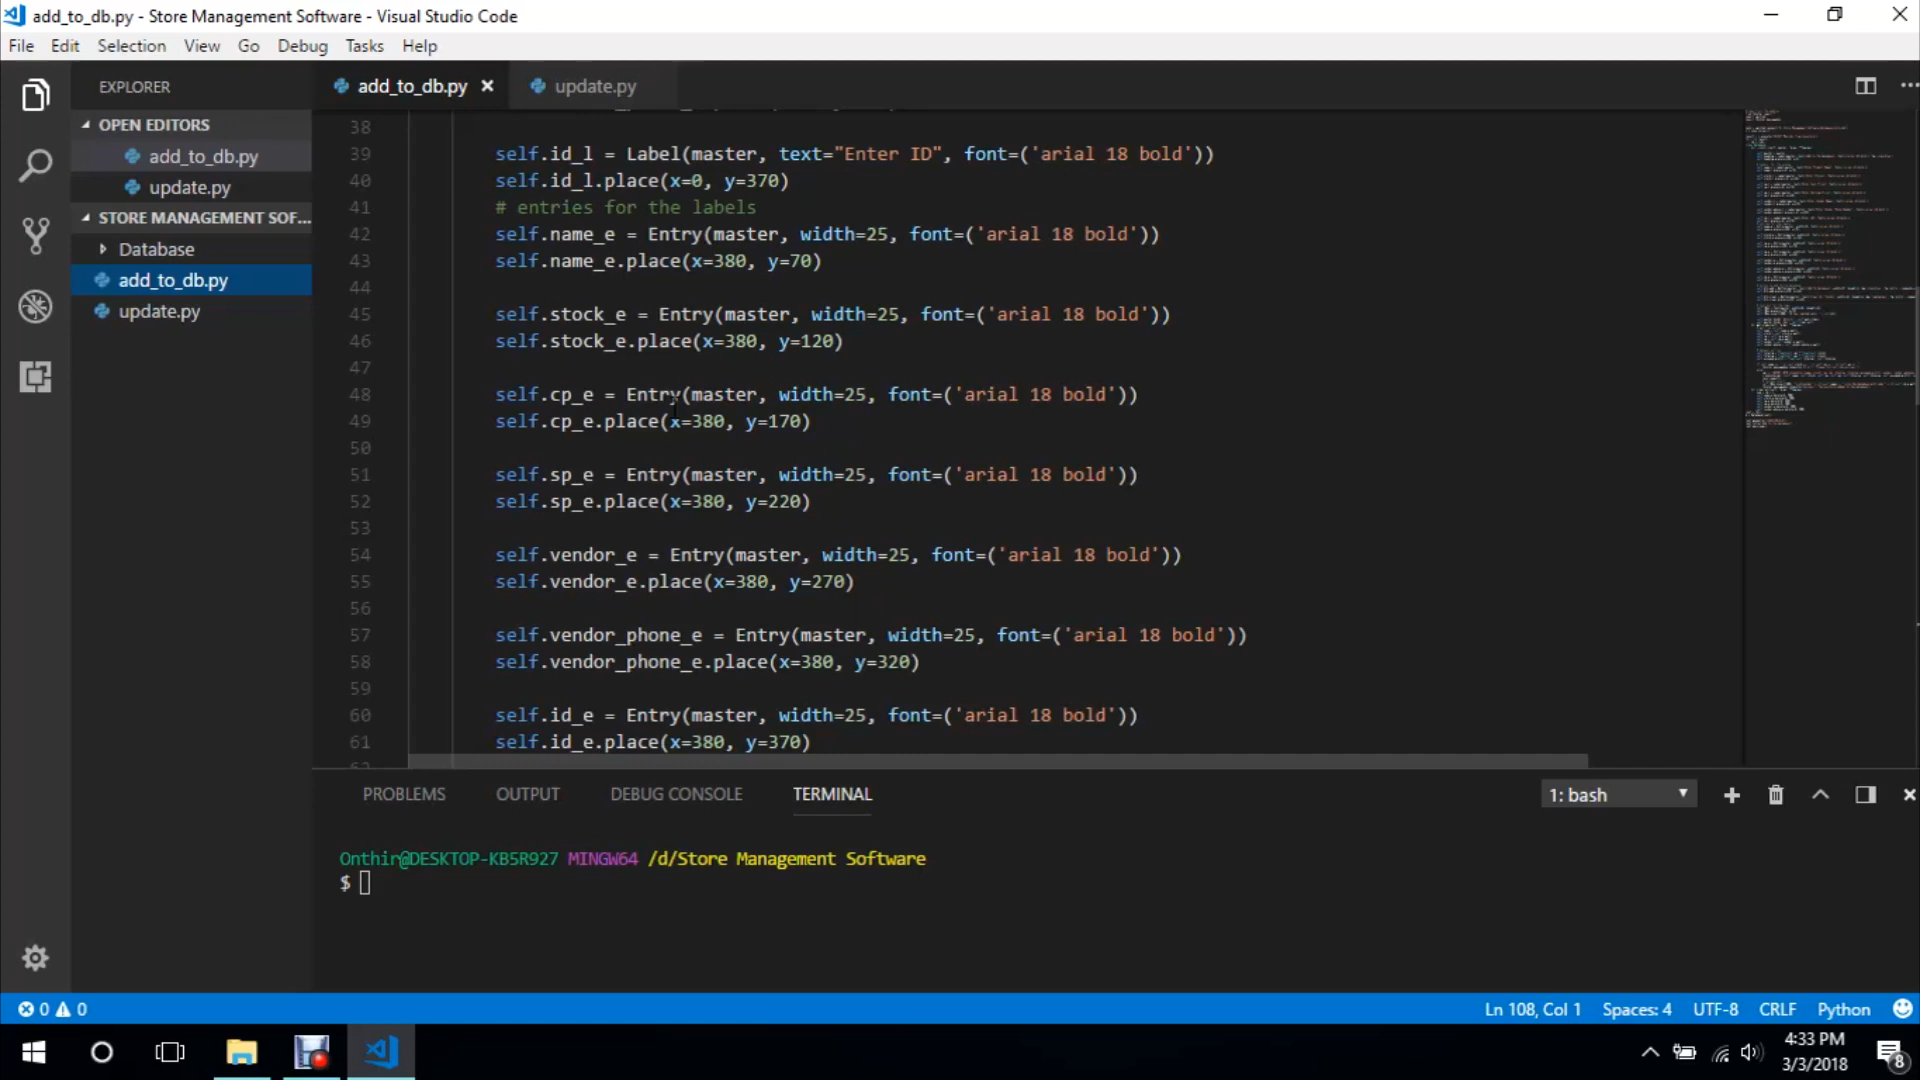 add_to_db.py - Store Management Software - Visual Studio Code
File Edit Selection View Go Debug Tasks Help
EXPLORER
OPEN EDITORS
add_to_db.py
update.py
STORE MANAGEMENT SOF...
Database
add_to_db.py
update.py
add_to_db.py
update.py
38
39 self.id_l = Label(master, text="Enter ID", font=('arial 18 bold'))
40 self.id_l.place(x=0, y=370)
41 # entries for the labels
42 self.name_e = Entry(master, width=25, font=('arial 18 bold'))
43 self.name_e.place(x=380, y=70)
44
45 self.stock_e = Entry(master, width=25, font=('arial 18 bold'))
46 self.stock_e.place(x=380, y=120)
47
48 self.cp_e = Entry(master, width=25, font=('arial 18 bold'))
49 self.cp_e.place(x=380, y=170)
50
51 self.sp_e = Entry(master, width=25, font=('arial 18 bold'))
52 self.sp_e.place(x=380, y=220)
53
54 self.vendor_e = Entry(master, width=25, font=('arial 18 bold'))
55 self.vendor_e.place(x=380, y=270)
56
57 self.vendor_phone_e = Entry(master, width=25, font=('arial 18 bold'))
58 self.vendor_phone_e.place(x=380, y=320)
59
60 self.id_e = Entry(master, width=25, font=('arial 18 bold'))
61 self.id_e.place(x=380, y=370)
PROBLEMS OUTPUT DEBUG CONSOLE TERMINAL
1: bash
Onthir@DESKTOP-KB5R927 MINGW64 /d/Store Management Software
$
0 0
Ln 108, Col 1 Spaces: 4 UTF-8 CRLF Python
4:33 PM
3/3/2018
8